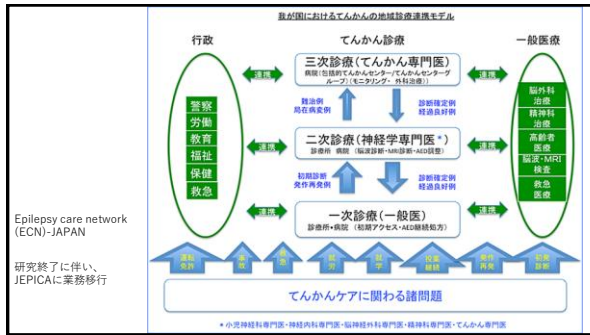 我が国におけるてんかんの地域診療連携モデル
行政
てんかん診療
一般医療
三次診療（てんかん専門医）
病院（包括的てんかんセンター/てんかんセンターグ
ループ）（モニタリング・外科治療））
連携
連携
難治例
局在病変例
診断確定例
経過良好例
警察
労働
教育
福祉
保健
救急
脳外科
治療
精神科
治療
高齢者
医療
脳波・MRI
検査
救急
医療
二次診療（神経学専門医*）
診療所 病院（脳波診断・MRI診断・AED調整）
連携
連携
初期診断
発作再発例
診断確定例
経過良好例
一次診療（一般医）
診療所・病院（初期アクセス・AED継続処方）
連携
連携
Epilepsy care network
(ECN)-JAPAN
研究終了に伴い、
JEPICAに業務移行
運転
免許
就労
就学
投薬
継続
発作
再発
初発
診断
てんかんケアに関わる諸問題
*小児神経科専門医・神経内科専門医・脳神経外科専門医・精神科専門医・てんかん専門医